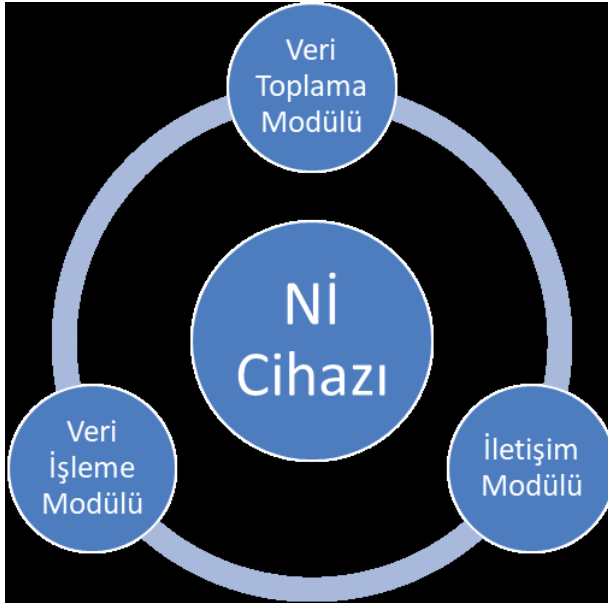 Veri
Toplama
Modülü
Nİ
Cihazı
Veri
İşleme
Modülü
İletişim
Modülü